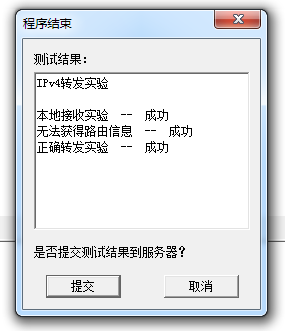 程序结束
测试结果：
IPv4转发实验
本地接收实验 -- 成功
无法获得路由信息 -- 成功
正确转发实验 -- 成功
是否提交测试结果到服务器？
提交
取消